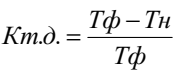 Кт.д. = (Тф – Тн) / Тф